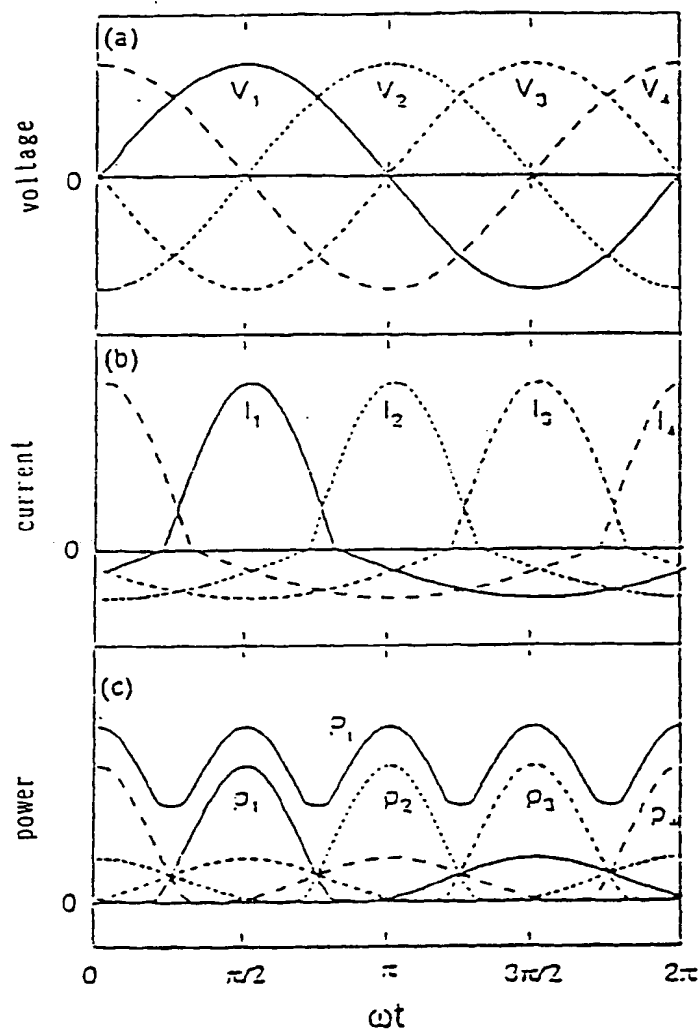 (a)
V₁ V₂ V₃ V₄
voltage
0
(b)
I₁ I₂ I₃ I₄
current
0
(c)
P₁
P₁ P₂ P₃ P₄
power
0
0 π/2 π 3π/2 2π
ωt